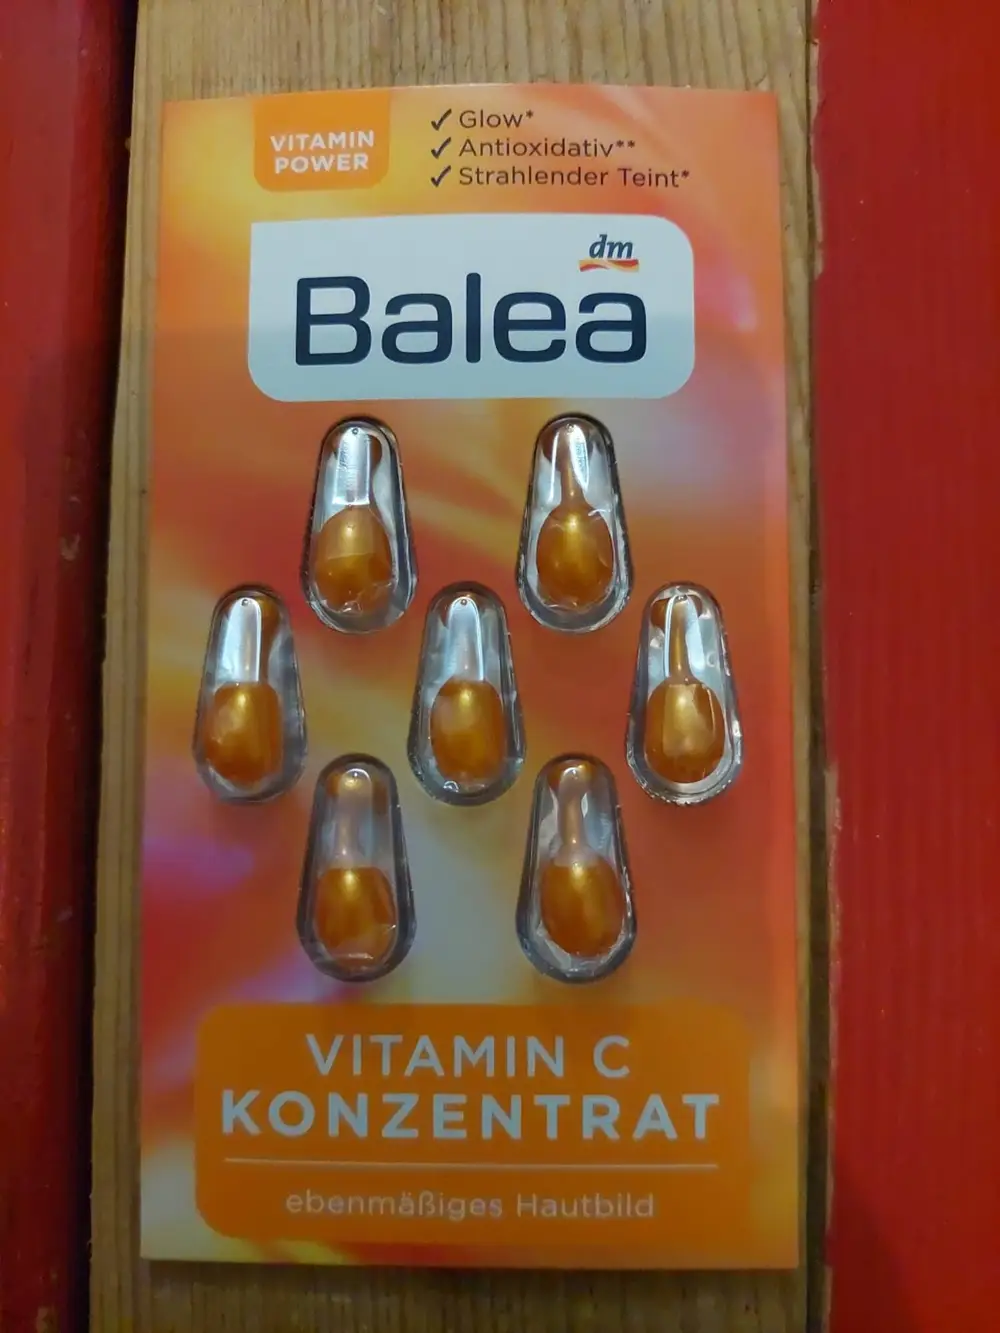 VITAMIN
POWER
✓ Glow*
✓ Antioxidativ**
✓ Strahlender Teint*
dm
Balea
VITAMIN C
KONZENTRAT
ebenmäßiges Hautbild